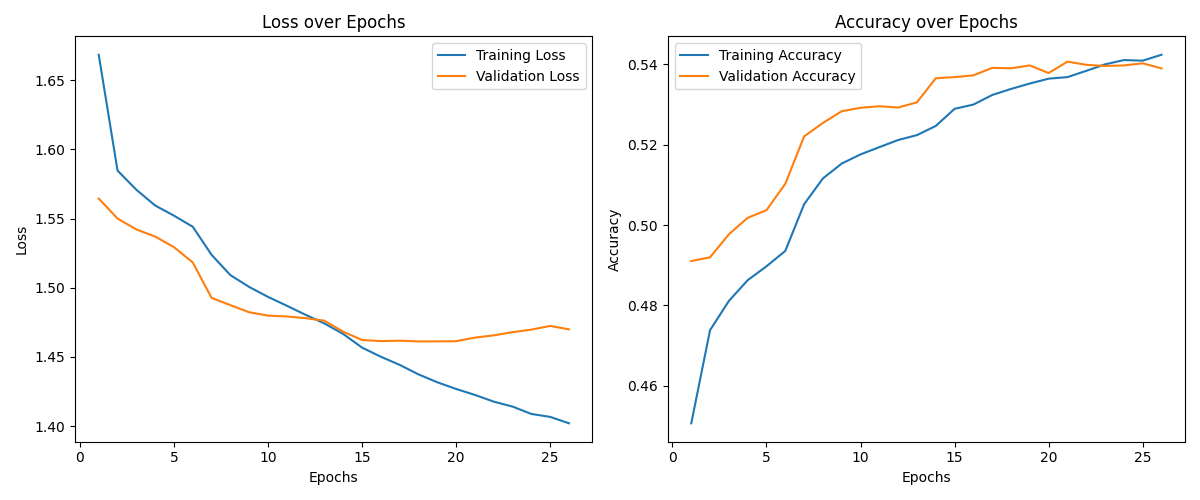 Loss over Epochs
Training Loss
Validation Loss
1.65
1.60
1.55
1.50
1.45
1.40
Loss
0
5
10
15
20
25
Epochs
Accuracy over Epochs
Training Accuracy
Validation Accuracy
0.54
0.52
0.50
0.48
0.46
Accuracy
0
5
10
15
20
25
Epochs